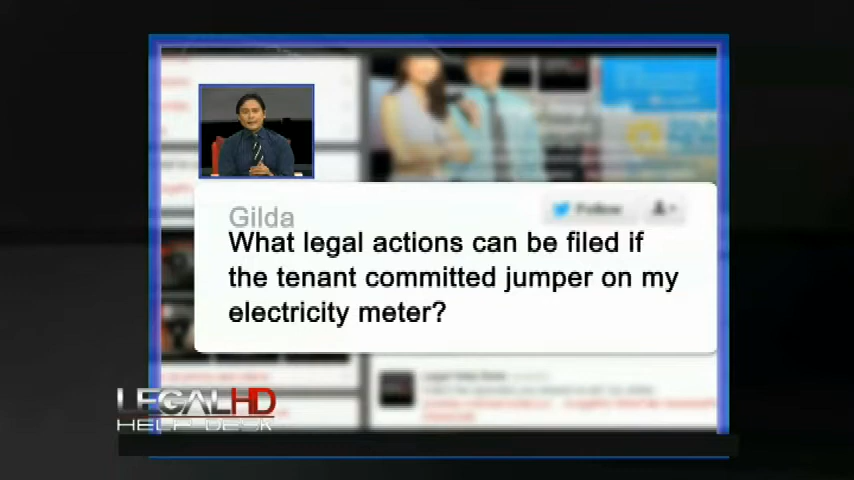 Gilda
Follow
What legal actions can be filed if
the tenant committed jumper on my
electricity meter?
LEGALHD
HELP DESK